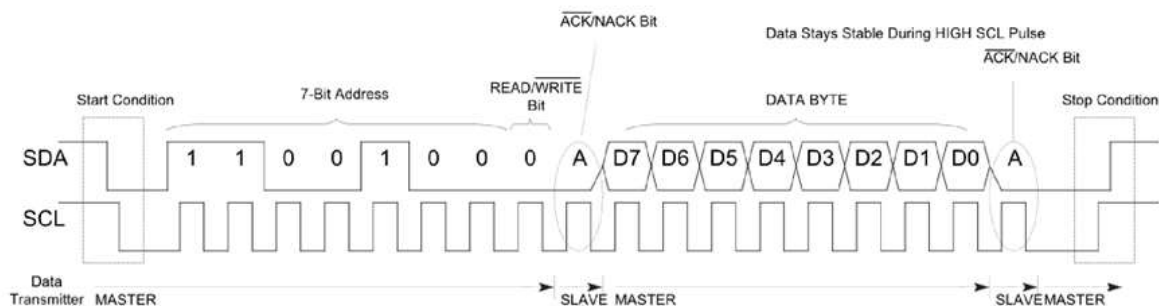 ACK/NACK Bit
Data Stays Stable During HIGH SCL Pulse
ACK/NACK Bit
Start Condition
7-Bit Address
READ/WRITE
Bit
DATA BYTE
Stop Condition
SDA 1 1 0 0 1 0 0 0 A D7 D6 D5 D4 D3 D2 D1 D0 A
SCL
Data
Transmitter MASTER SLAVE MASTER SLAVE MASTER